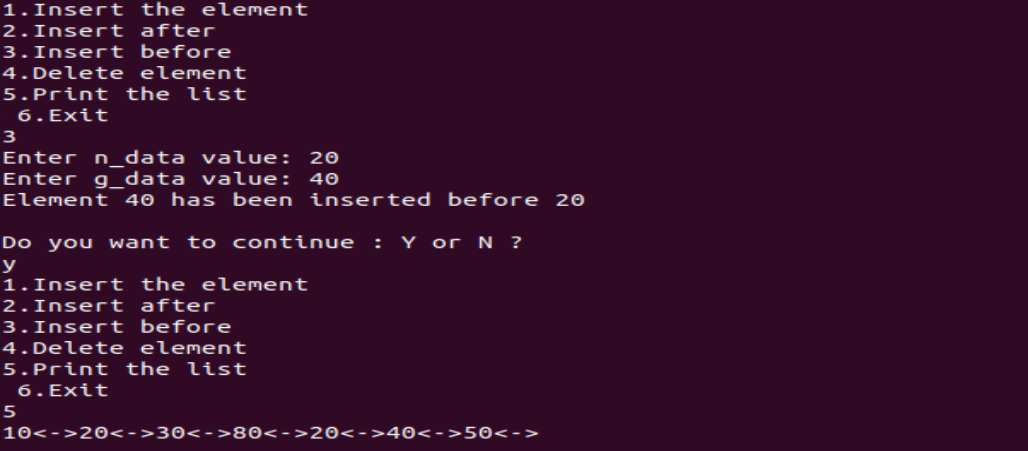 1.Insert the element
2.Insert after
3.Insert before
4.Delete element
5.Print the list
 6.Exit
3
Enter n_data value: 20
Enter g_data value: 40
Element 40 has been inserted before 20

Do you want to continue : Y or N ?
y
1.Insert the element
2.Insert after
3.Insert before
4.Delete element
5.Print the list
 6.Exit
5
10<->20<->30<->80<->20<->40<->50<->